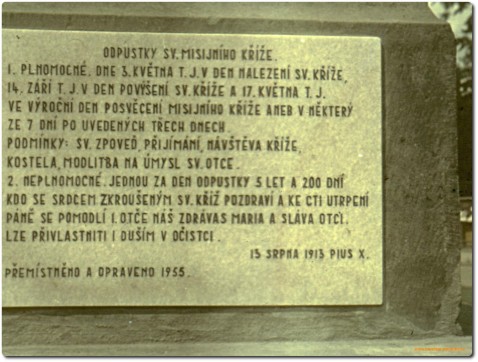 ODPUSTKY SV. MISIJNÍHO KŘÍŽE.
1. PLNOMOCNÉ. DNE 3. KVĚTNA T. J. V DEN NALEZENÍ SV. KŘÍŽE,
14. ZÁŘÍ T. J. V DEN POVÝŠENÍ SV. KŘÍŽE A 17. KVĚTNA T. J.
VE VÝROČNÍ DEN POSVĚCENÍ MISIJNÍHO KŘÍŽE ANEB V NĚKTERÝ
ZE 7 DNÍ PO UVEDENÝCH TŘECH DNECH.
PODMÍNKY: SV. ZPOVEĎ, PŘIJÍMÁNÍ, NÁVŠTĚVA KŘÍŽE,
KOSTELA, MODLITBA NA ÚMYSL SV. OTCE.
2. NEPLNOMOCNÉ. JEDNOU ZA DEN ODPUSTKY 5 LET A 200 DNÍ
KDO SE SRDCEM ZKROUŠENÝM SV. KŘÍŽ POZDRAVÍ A KE CTI UTRPENÍ
PÁNĚ SE POMODLÍ 1. OTČE NÁŠ ZDRÁVAS MARIA A SLÁVA OTCI.
LZE PŘIVLASTNITI I DUŠÍM V OČISTCI.
15 SRPNA 1913 PIUS X.
PŘEMÍSTNĚNO A OPRAVENO 1955.